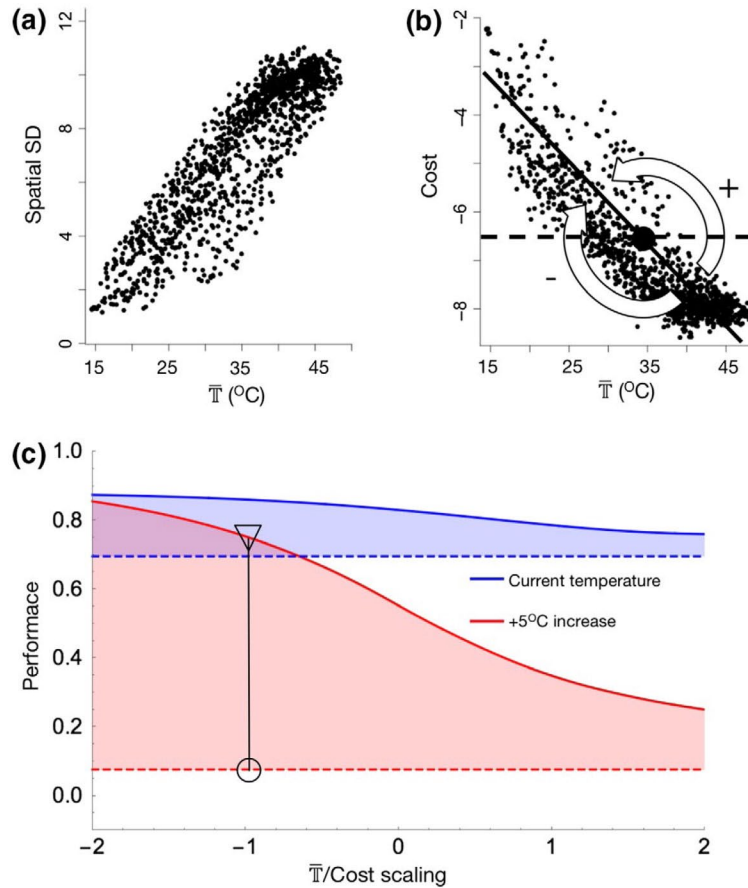 (a)
12
8
4
0
Spatial SD
15
25
35
45
T̅ (ºC)
(b)
-2
-4
-6
-8
Cost
+
-
15
25
35
45
T̅ (ºC)
(c)
1.0
0.8
0.6
0.4
0.2
0.0
Performace
Current temperature
+5ºC increase
-2
-1
0
1
2
T̅/Cost scaling